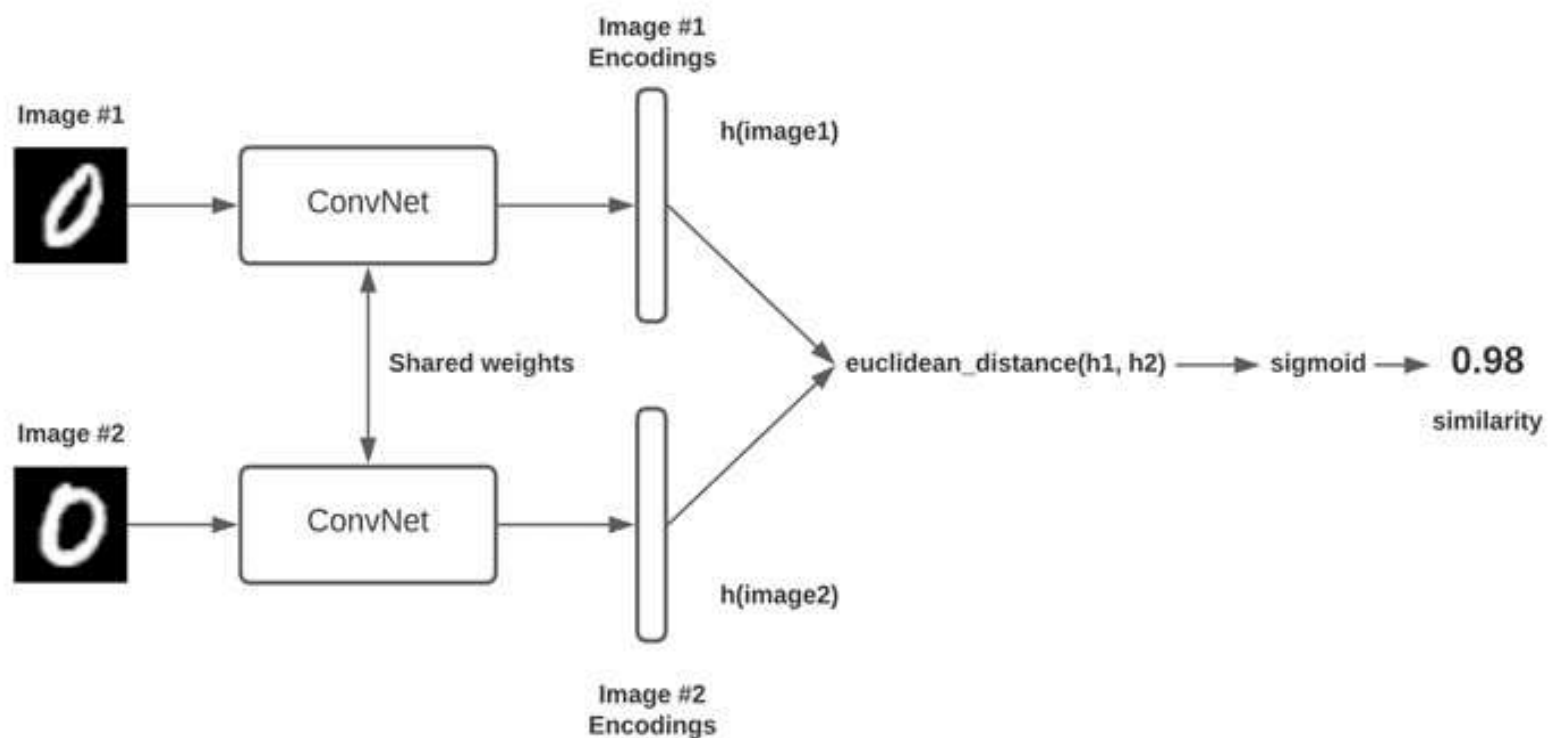 Image #1
Encodings
Image #1
h(image1)
ConvNet
Shared weights
euclidean_distance(h1, h2)
sigmoid
0.98
similarity
Image #2
ConvNet
h(image2)
Image #2
Encodings